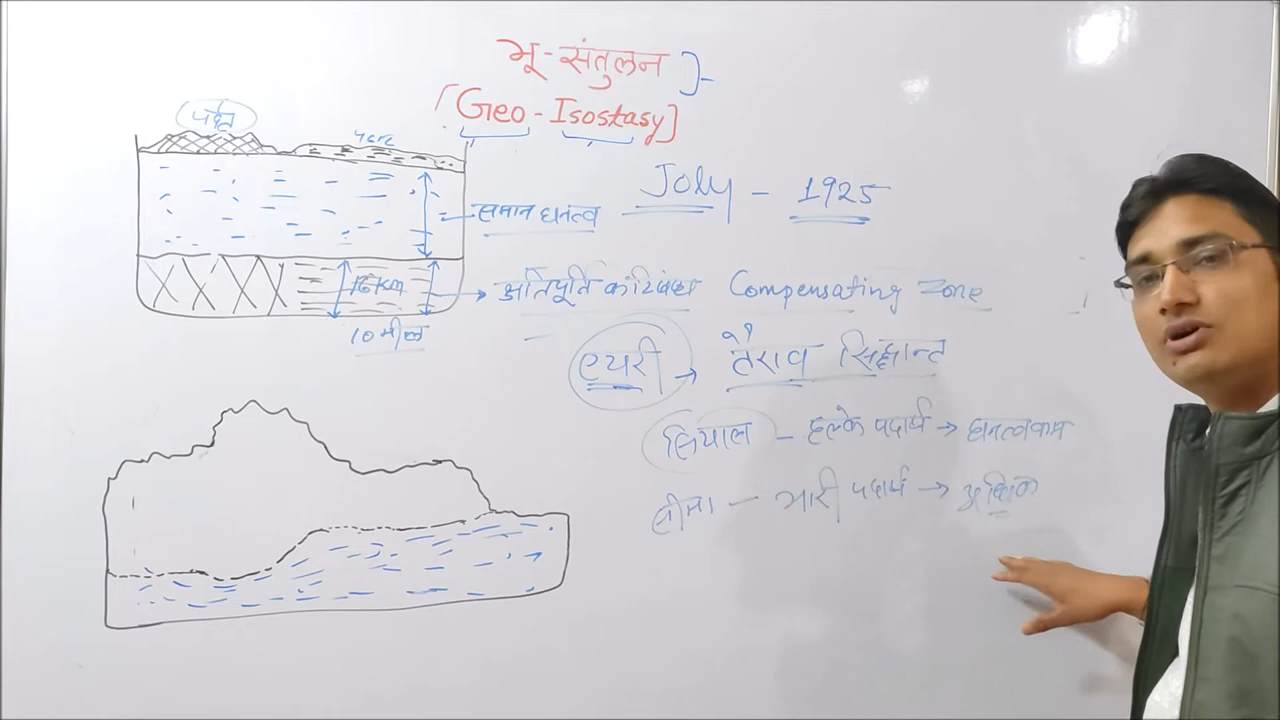 भू-संतुलन
[Geo-Isostasy]
Joly - 1925
पर्वत
पठार
समान घनत्व
16 km
10 मील
क्षतिपूर्ति कटिबंध Compensating Zone
एयरी → तैराव सिद्धान्त
सियाल - हल्के पदार्थ → घनत्व कम
सीमा - भारी पदार्थ → अधिक